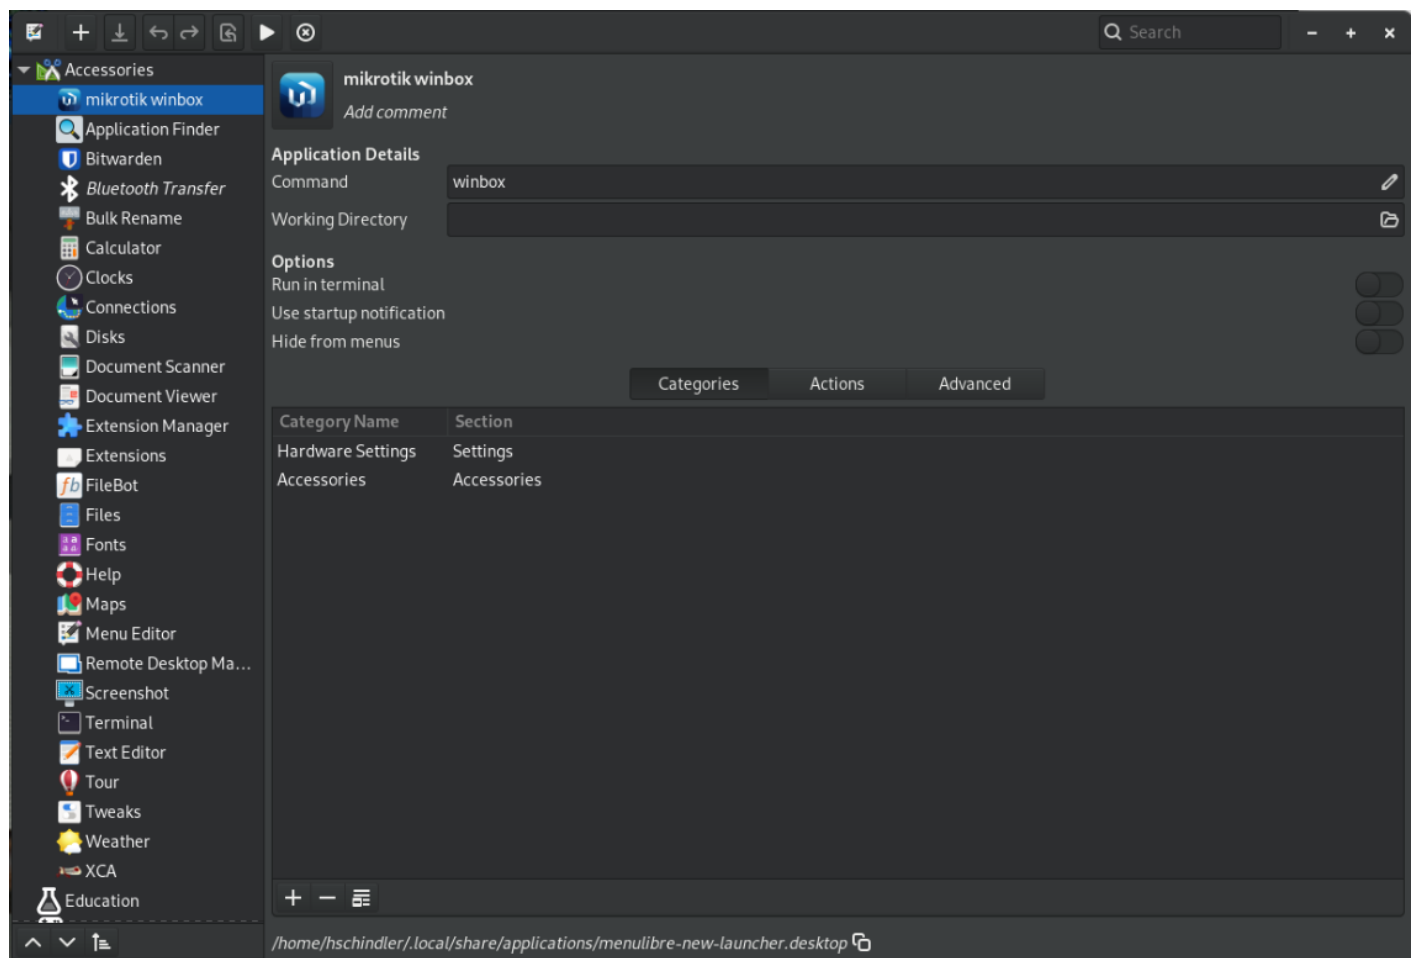 Search
Accessories
mikrotik winbox
Application Finder
Bitwarden
Bluetooth Transfer
Bulk Rename
Calculator
Clocks
Connections
Disks
Document Scanner
Document Viewer
Extension Manager
Extensions
FileBot
Files
Fonts
Help
Maps
Menu Editor
Remote Desktop Ma...
Screenshot
Terminal
Text Editor
Tour
Tweaks
Weather
XCA
Education
mikrotik winbox
Add comment
Application Details
Command winbox
Working Directory
Options
Run in terminal
Use startup notification
Hide from menus
Categories Actions Advanced
Category Name Section
Hardware Settings Settings
Accessories Accessories
/home/hschindler/.local/share/applications/menulibre-new-launcher.desktop